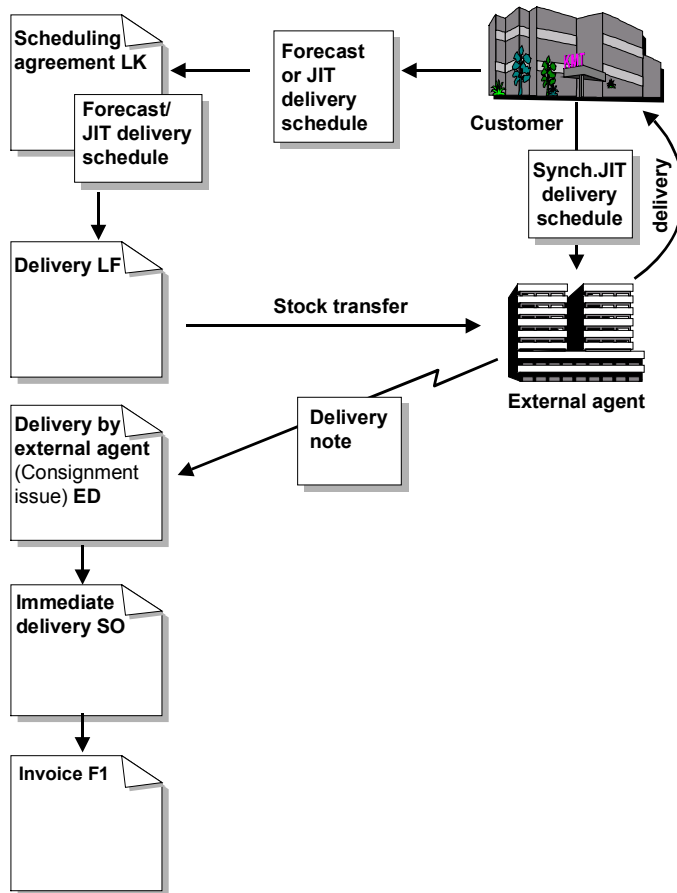 Scheduling
agreement LK
Forecast/
JIT delivery
schedule
Forecast
or JIT
delivery
schedule
Customer
Synch.JIT
delivery
schedule
delivery
Delivery LF
Stock transfer
External agent
Delivery
note
Delivery by
external agent
(Consignment
issue) ED
Immediate
delivery SO
Invoice F1